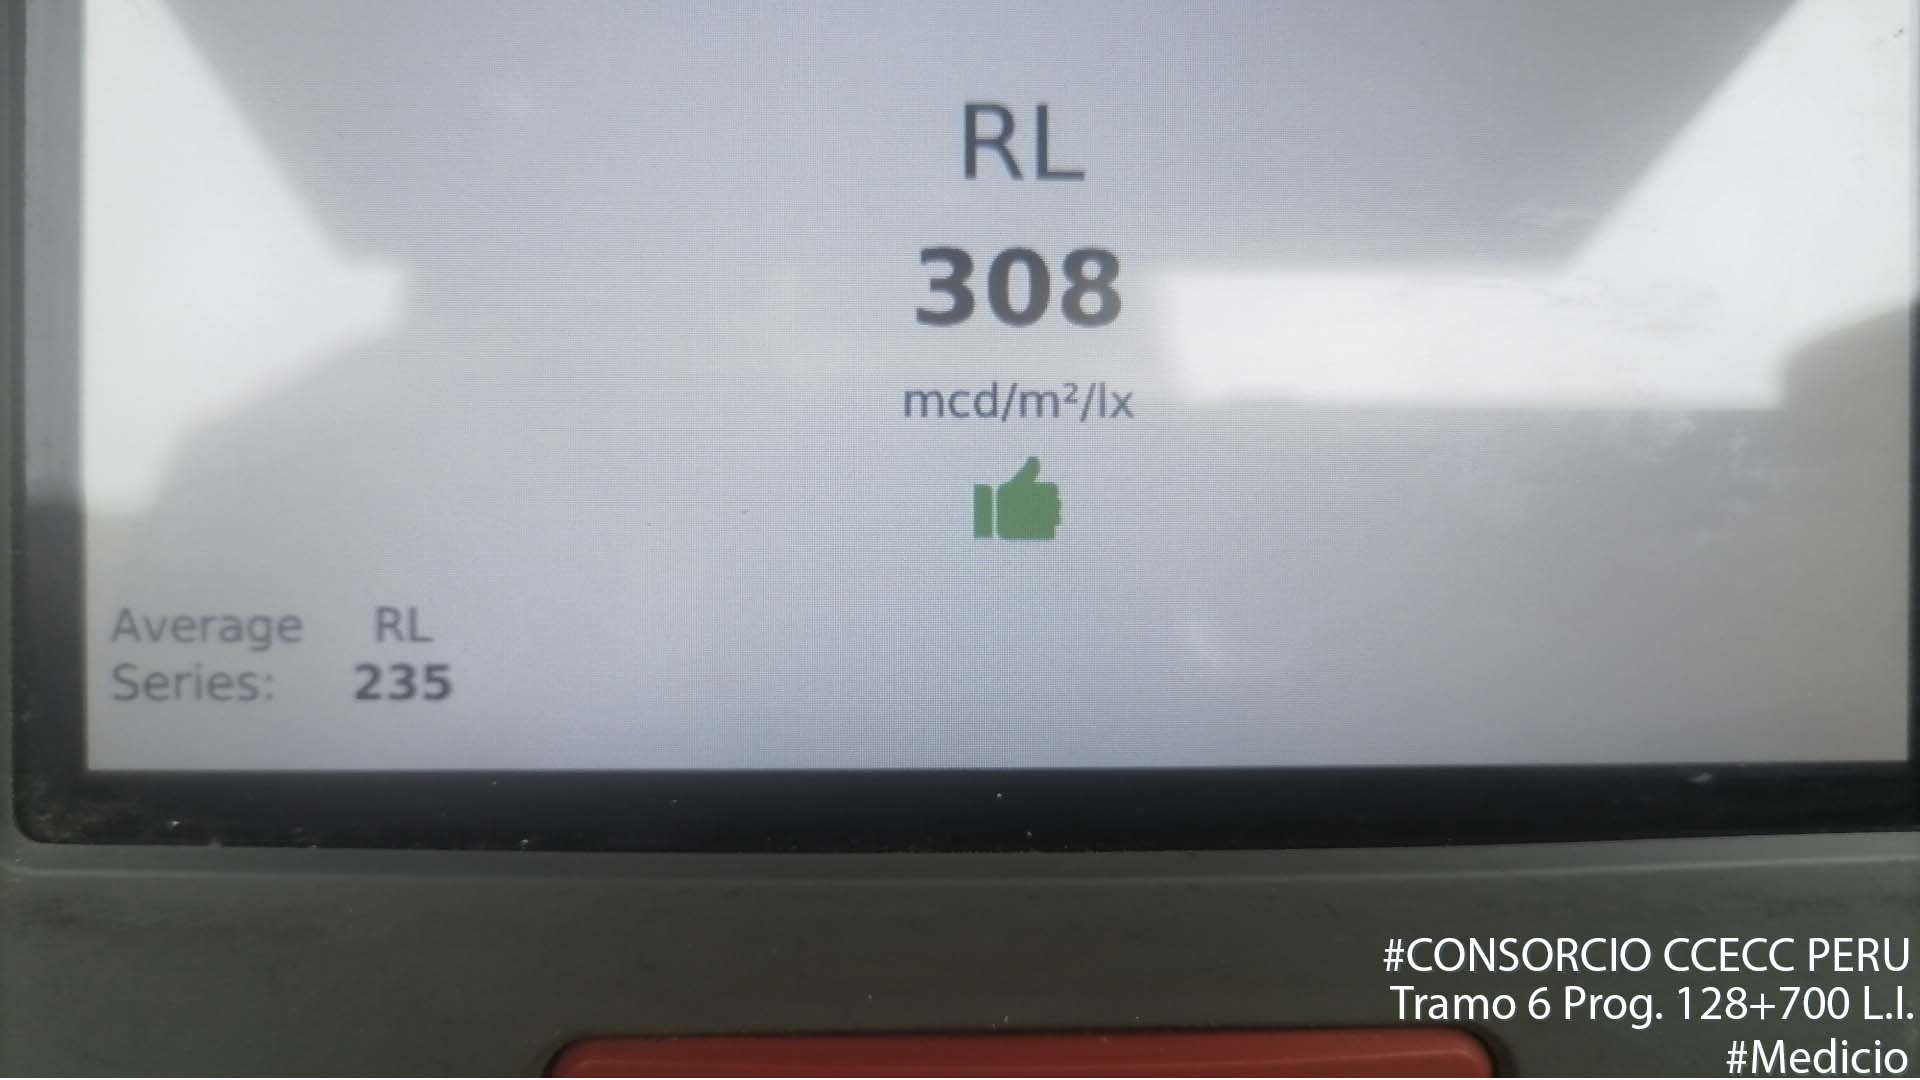 RL
308
mcd/m²/lx
Average RL
Series: 235
#CONSORCIO CCECC PERU
Tramo 6 Prog. 128+700 L.I.
#Medicio